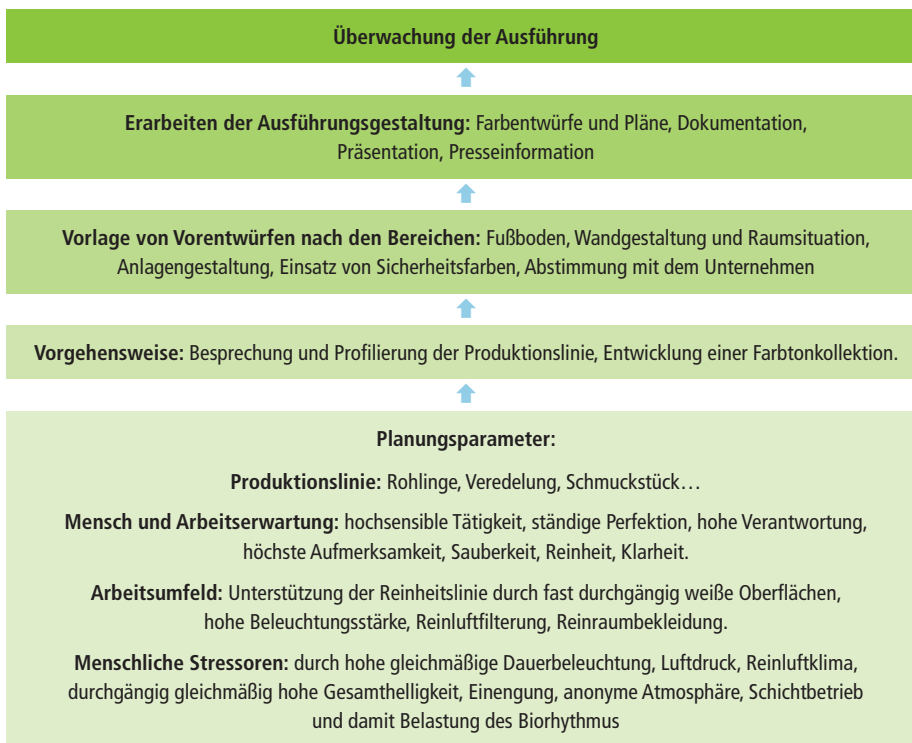 Überwachung der Ausführung
Erarbeiten der Ausführungsgestaltung: Farbentwürfe und Pläne, Dokumentation,
Präsentation, Presseinformation
Vorlage von Vorentwürfen nach den Bereichen: Fußboden, Wandgestaltung und Raumsituation,
Anlagengestaltung, Einsatz von Sicherheitsfarben, Abstimmung mit dem Unternehmen
Vorgehensweise: Besprechung und Profilierung der Produktionslinie, Entwicklung einer Farbtonkollektion.
Planungsparameter:
Produktionslinie: Rohlinge, Veredelung, Schmuckstück…
Mensch und Arbeitserwartung: hochsensible Tätigkeit, ständige Perfektion, hohe Verantwortung,
höchste Aufmerksamkeit, Sauberkeit, Reinheit, Klarheit.
Arbeitsumfeld: Unterstützung der Reinheitslinie durch fast durchgängig weiße Oberflächen,
hohe Beleuchtungsstärke, Reinluftfilterung, Reinraumbekleidung.
Menschliche Stressoren: durch hohe gleichmäßige Dauerbeleuchtung, Luftdruck, Reinluftklima,
durchgängig gleichmäßig hohe Gesamthelligkeit, Einengung, anonyme Atmosphäre, Schichtbetrieb
und damit Belastung des Biorhythmus